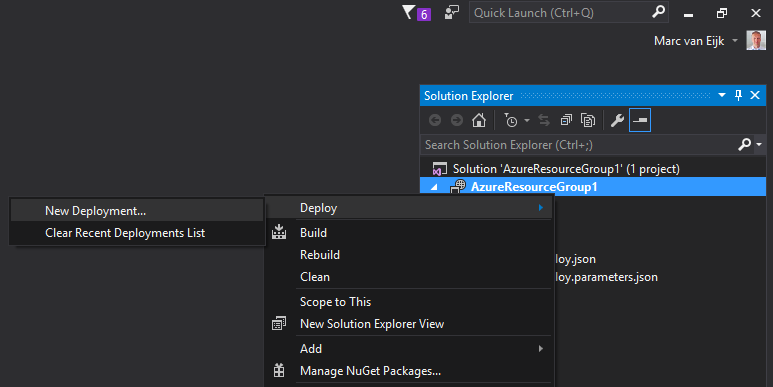 6
Quick Launch (Ctrl+Q)
Marc van Eijk
Solution Explorer
Search Solution Explorer (Ctrl+;)
Solution 'AzureResourceGroup1' (1 project)
AzureResourceGroup1
New Deployment...
Clear Recent Deployments List
Deploy
Build
Rebuild
Clean
Scope to This
New Solution Explorer View
Add
Manage NuGet Packages...
loy.json
loy.parameters.json